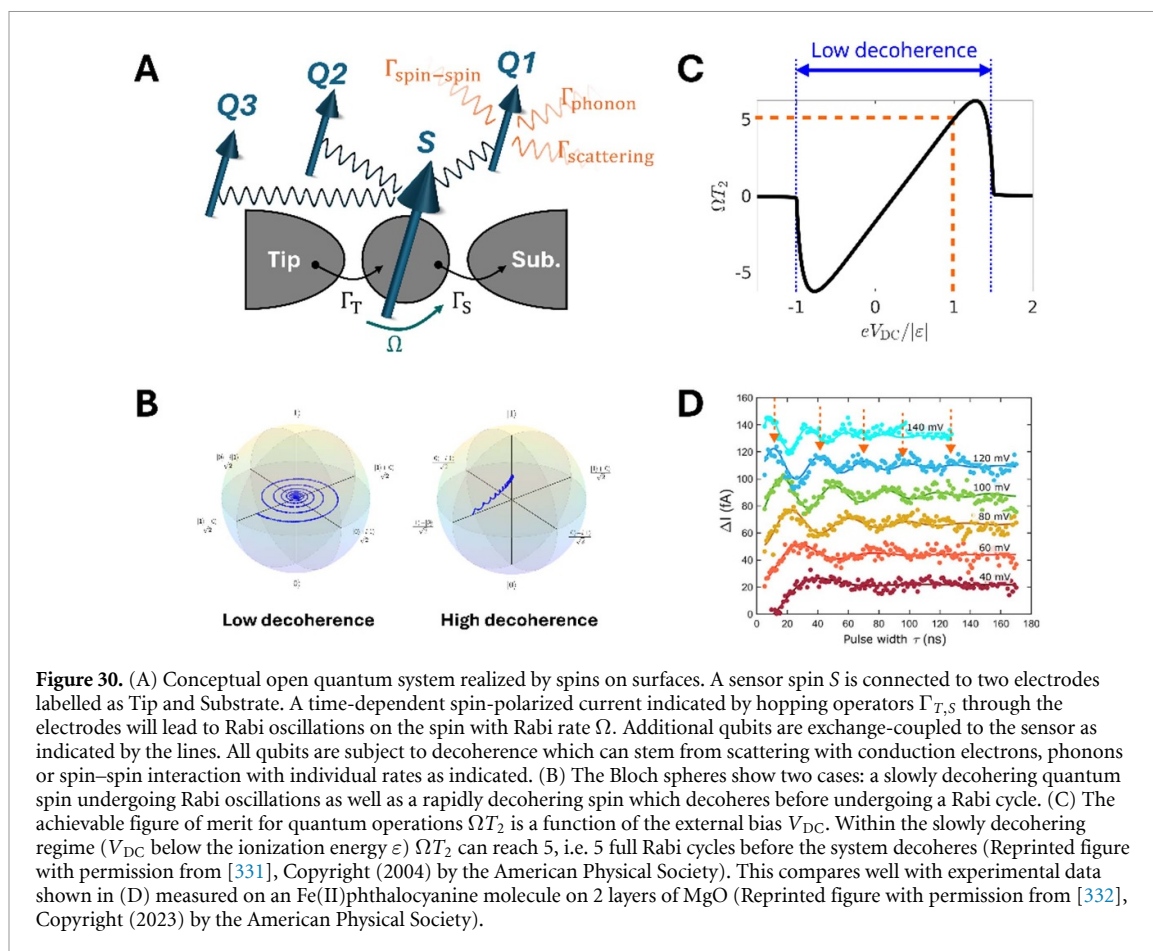 A
Q3
Q2
Q1
S
Γspin−spin
Γphonon
Γscattering
Tip
Sub.
ΓT
ΓS
Ω
C
Low decoherence
ΩT2
5
0
-5
-1
0
1
2
eVDC/|ε|
B
Low decoherence
High decoherence
D
ΔI (fA)
160
140
120
100
80
60
40
20
0
140 mV
120 mV
100 mV
80 mV
60 mV
40 mV
0 20 40 60 80 100 120 140 160 180
Pulse width τ (ns)
Figure 30. (A) Conceptual open quantum system realized by spins on surfaces. A sensor spin S is connected to two electrodes
labelled as Tip and Substrate. A time-dependent spin-polarized current indicated by hopping operators ΓT,S through the
electrodes will lead to Rabi oscillations on the spin with Rabi rate Ω. Additional qubits are exchange-coupled to the sensor as
indicated by the lines. All qubits are subject to decoherence which can stem from scattering with conduction electrons, phonons
or spin–spin interaction with individual rates as indicated. (B) The Bloch spheres show two cases: a slowly decohering quantum
spin undergoing Rabi oscillations as well as a rapidly decohering spin which decoheres before undergoing a Rabi cycle. (C) The
achievable figure of merit for quantum operations ΩT2 is a function of the external bias VDC. Within the slowly decohering
regime (VDC below the ionization energy ε) ΩT2 can reach 5, i.e. 5 full Rabi cycles before the system decoheres (Reprinted figure
with permission from [331], Copyright (2004) by the American Physical Society). This compares well with experimental data
shown in (D) measured on an Fe(II)phthalocyanine molecule on 2 layers of MgO (Reprinted figure with permission from [332],
Copyright (2023) by the American Physical Society).